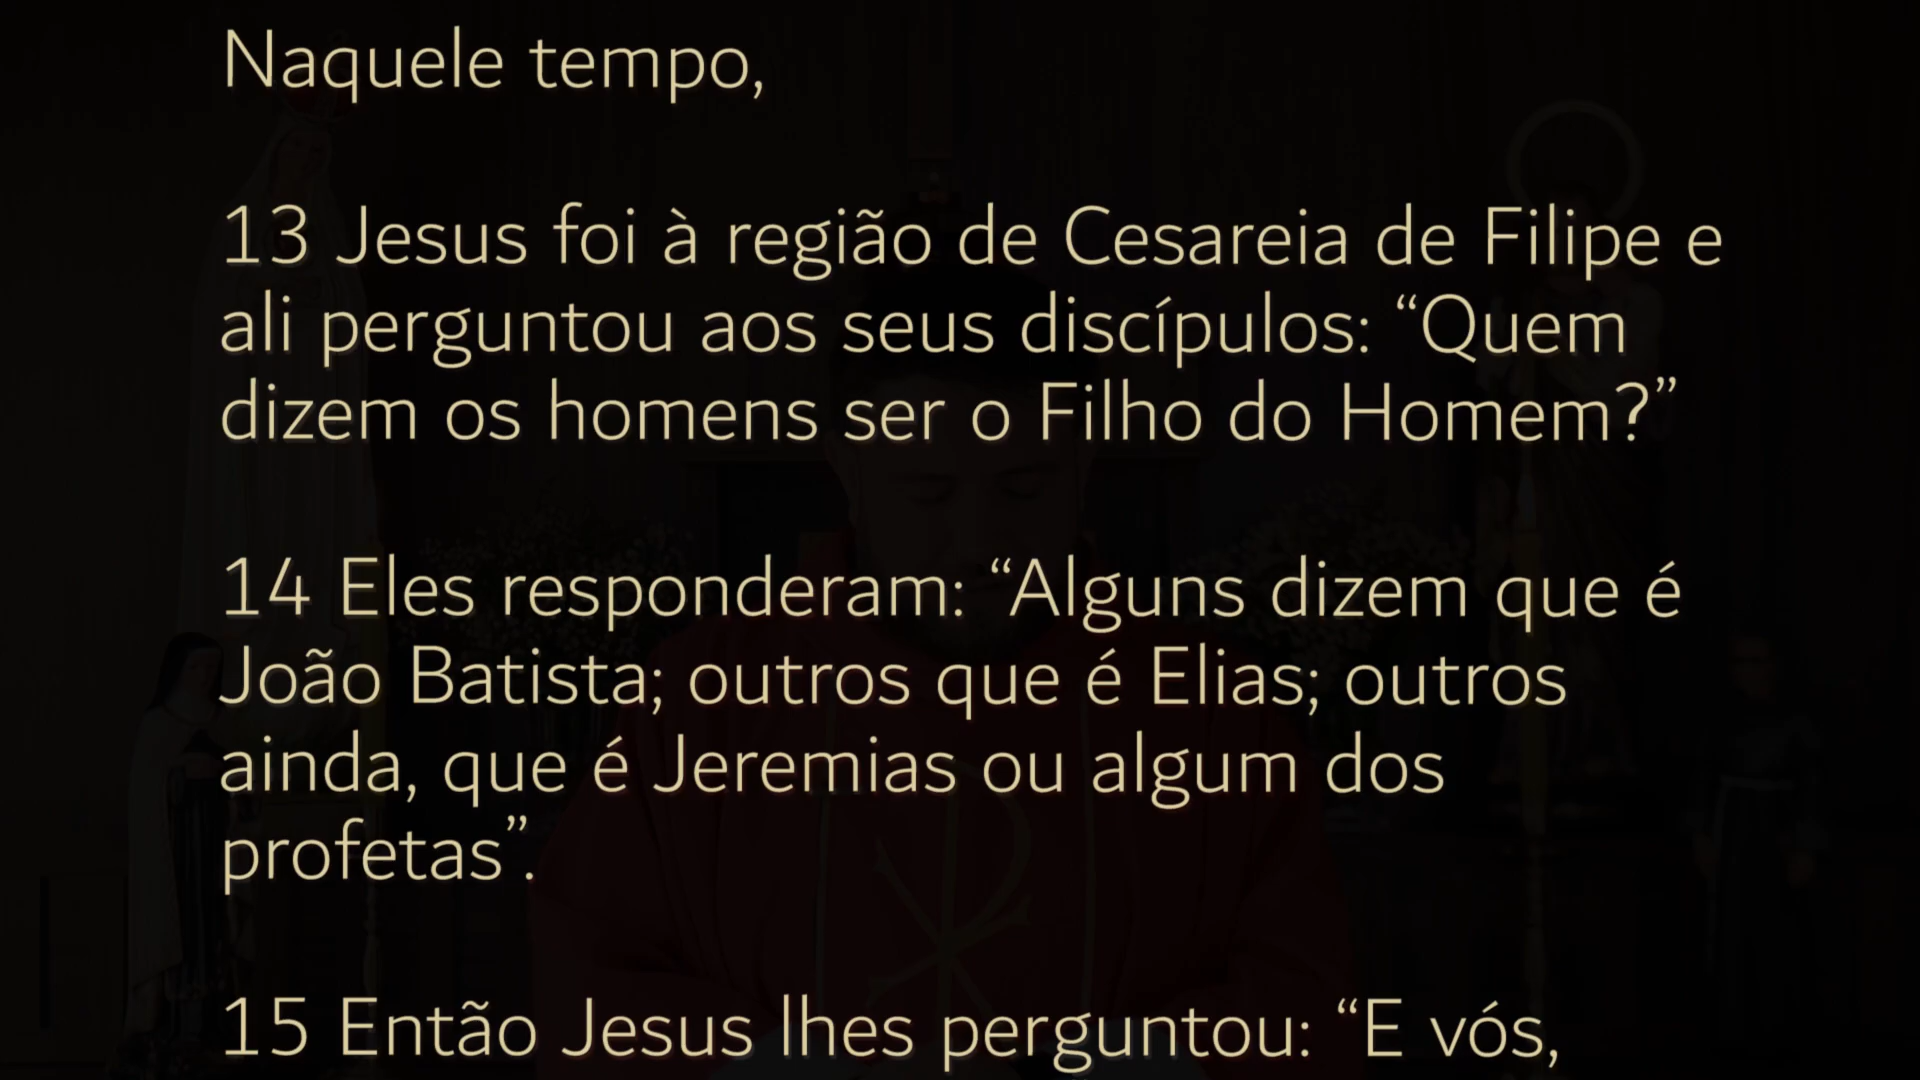 Naquele tempo,
13 Jesus foi à região de Cesareia de Filipe e
ali perguntou aos seus discípulos: “Quem
dizem os homens ser o Filho do Homem?”
14 Eles responderam: “Alguns dizem que é
João Batista; outros que é Elias; outros
ainda, que é Jeremias ou algum dos
profetas”.
15 Então Jesus lhes perguntou: “E vós,